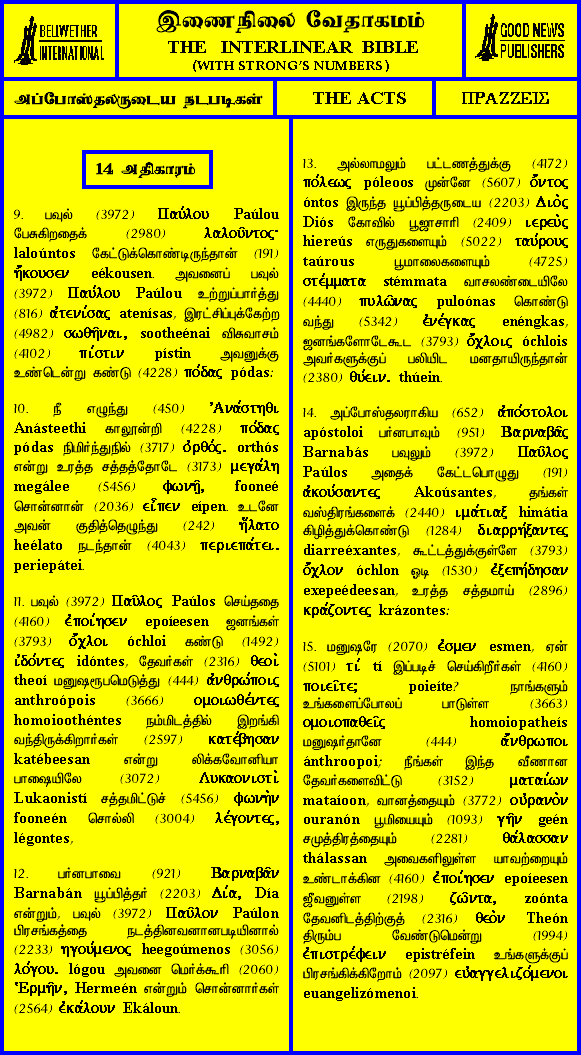 BELLWETHER
INTERNATIONAL
இணைநிலை வேதாகமம்
THE INTERLINEAR BIBLE
(WITH STRONG'S NUMBERS)
GOOD NEWS
PUBLISHERS
அப்போஸ்தலருடைய நடபடிகள்
THE ACTS
ΠΡΑΖΖΕΙΣ
14 அதிகாரம்
9. பவுல் (3972) Παύλου Paúlou
பேசுகிறதைக் (2980) λαλοῦντος·
laloúntos கேட்டுக்கொண்டிருந்தான் (191)
ἤκουσεν eékousen. அவனைப் பவுல்
(3972) Παύλου Paúlou உற்றுப்பார்த்து
(816) ἀτενίσας atenísas, இரட்சிப்புக்கேற்ற
(4982) σωθῆναι, sootheénai விசுவாசம்
(4102) πίστιν pístin அவனுக்கு
உண்டென்று கண்டு (4228) πόδας pódas:
10. நீ எழுந்து (450) Ἀνάστηθι
Anásteethi காலூன்றி (4228) πόδας
pódas நிமிர்ந்துநில் (3717) ὀρθός. orthós
என்று உரத்த சத்தத்தோடே (3173) μεγάλη
megálee (5456) φωνῇ, fooneé
சொன்னான் (2036) εἶπεν eípen. உடனே
அவன் குதித்தெழுந்து (242) ἥλατο
heélato நடந்தான் (4043) περιεπάτει.
periepátei.
11. பவுல் (3972) Παῦλος Paúlos செய்ததை
(4160) ἐποίησεν epoíeesen ஜனங்கள்
(3793) ὄχλοι óchloi கண்டு (1492)
ἰδόντες idóntes, தேவர்கள் (2316) θεοὶ
theoí மனுஷரூபமெடுத்து (444) ἀνθρώποις
anthroópois (3666) ομοιωθέντες
homoioothéntes நம்மிடத்தில் இறங்கி
வந்திருக்கிறார்கள் (2597) κατέβησαν
katébeesan என்று லிக்கவோனியா
பாஷையிலே (3072) Λυκαονιστὶ
Lukaonistí சத்தமிட்டுச் (5456) φωνὴν
fooneén சொல்லி (3004) λέγοντες,
légontes,
12. பர்னபாவை (921) Βαρναβᾶν
Barnabán யூப்பித்தர் (2203) Δία, Día
என்றும், பவுல் (3972) Παῦλον Paúlon
பிரசங்கத்தை நடத்தினவனானபடியினால்
(2233) ηγούμενος heegoúmenos (3056)
λόγου. lógou அவனை மெர்க்கூரி (2060)
Ἑρμῆν, Hermeén என்றும் சொன்னார்கள்
(2564) ἐκάλουν Ekáloun.
13. அல்லாமலும் பட்டணத்துக்கு (4172)
πόλεως póleoos முன்னே (5607) ὄντος
óntos இருந்த யூப்பித்தருடைய (2203) Διὸς
Diós கோவில் பூஜாசாரி (2409) ιερεὺς
hiereús எருதுகளையும் (5022) ταύρους
taúrous பூமாலைகளையும் (4725)
στέμματα stémmata வாசலண்டையிலே
(4440) πυλῶνας puloónas கொண்டு
வந்து (5342) ἐνέγκας enéngkas,
ஜனங்களோடேகூட (3793) ὄχλοις óchlois
அவர்களுக்குப் பலியிட மனதாயிருந்தான்
(2380) θύειν. thúein.
14. அப்போஸ்தலராகிய (652) ἀπόστολοι
apóstoloi பர்னபாவும் (951) Βαρναβᾶς
Barnabás பவுலும் (3972) Παῦλος
Paúlos அதைக் கேட்டபொழுது (191)
ἀκούσαντες Akoúsantes, தங்கள்
வஸ்திரங்களைக் (2440) ιμάτιαξ himátia
கிழித்துக்கொண்டு (1284) διαρρήξαντες
diarreéxantes, கூட்டத்துக்குள்ளே (3793)
ὄχλον óchlon ஓடி (1530) ἐξεπήδησαν
exepeédeesan, உரத்த சத்தமாய் (2896)
κράζοντες krázontes:
15. மனுஷரே (2070) ἐσμεν esmen, ஏன்
(5101) τί tí இப்படிச் செய்கிறீர்கள் (4160)
ποιεῖτε; poieíte? நாங்களும்
உங்களைப்போலப் பாடுள்ள (3663)
ομοιοπαθεῖς homoiopatheís
மனுஷர்தானே (444) ἄνθρωποι
ánthroopoi; நீங்கள் இந்த வீணான
தேவர்களைவிட்டு (3152) ματαίων
mataíoon, வானத்தையும் (3772) οὐρανὸν
ouranón பூமியையும் (1093) γῆν geén
சமுத்திரத்தையும் (2281) θάλασσαν
thálassan அவைகளிலுள்ள யாவற்றையும்
உண்டாக்கின (4160) ἐποίησεν epoíeesen
ஜீவனுள்ள (2198) ζῶντα, zoónta
தேவனிடத்திற்குத் (2316) θεὸν Theón
திரும்ப வேண்டுமென்று (1994)
ἐπιστρέφειν epistréfein உங்களுக்குப்
பிரசங்கிக்கிறோம் (2097) εὐαγγελιζόμενοι
euangelizómenoi.